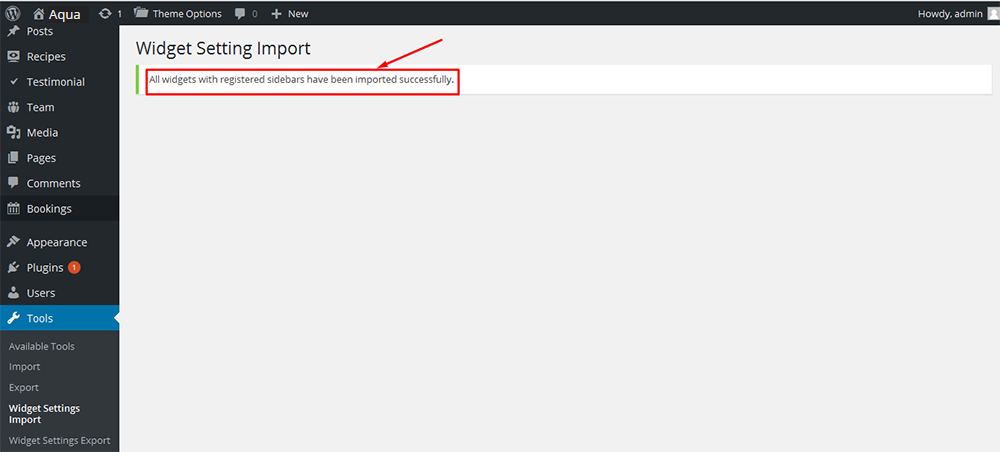 Aqua 1 Theme Options 0 New Howdy, admin
Posts
Recipes
Testimonial
Team
Media
Pages
Comments
Bookings
Appearance
Plugins 1
Users
Tools
Available Tools
Import
Export
Widget Settings
Import
Widget Settings Export
Widget Setting Import
All widgets with registered sidebars have been imported successfully.